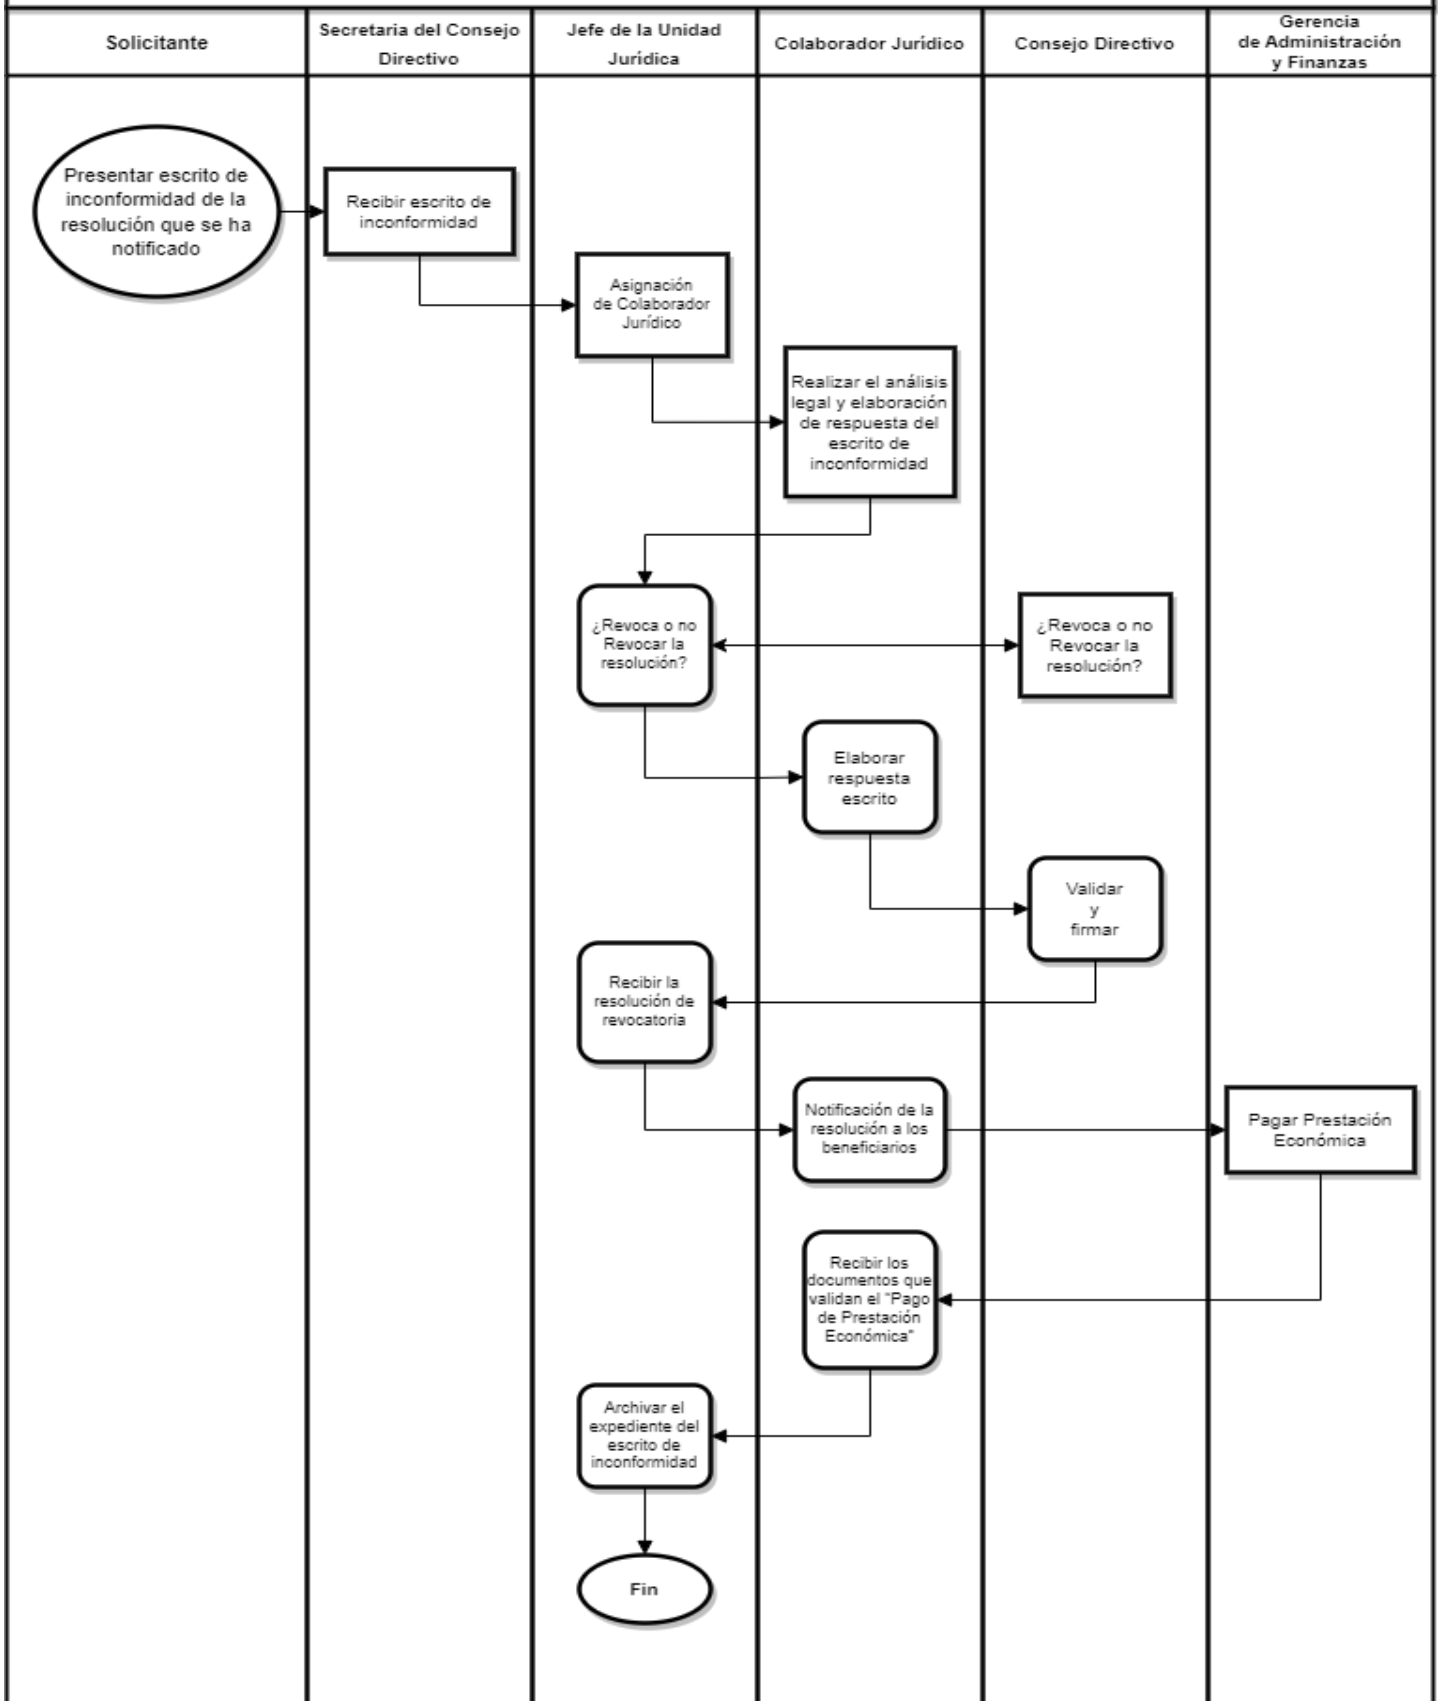 Solicitante
Secretaria del Consejo
Directivo
Jefe de la Unidad
Jurídica
Colaborador Jurídico
Consejo Directivo
Gerencia
de Administración
y Finanzas
Presentar escrito de
inconformidad de la
resolución que se ha
notificado
Recibir escrito de
inconformidad
Asignación
de Colaborador
Jurídico
Realizar el análisis
legal y elaboración
de respuesta del
escrito de
inconformidad
¿Revoca o no
Revocar la
resolución?
¿Revoca o no
Revocar la
resolución?
Elaborar
respuesta
escrito
Validar
y
firmar
Recibir la
resolución de
revocatoria
Notificación de la
resolución a los
beneficiarios
Pagar Prestación
Económica
Recibir los
documentos que
validan el "Pago
de Prestación
Económica"
Archivar el
expediente del
escrito de
inconformidad
Fin